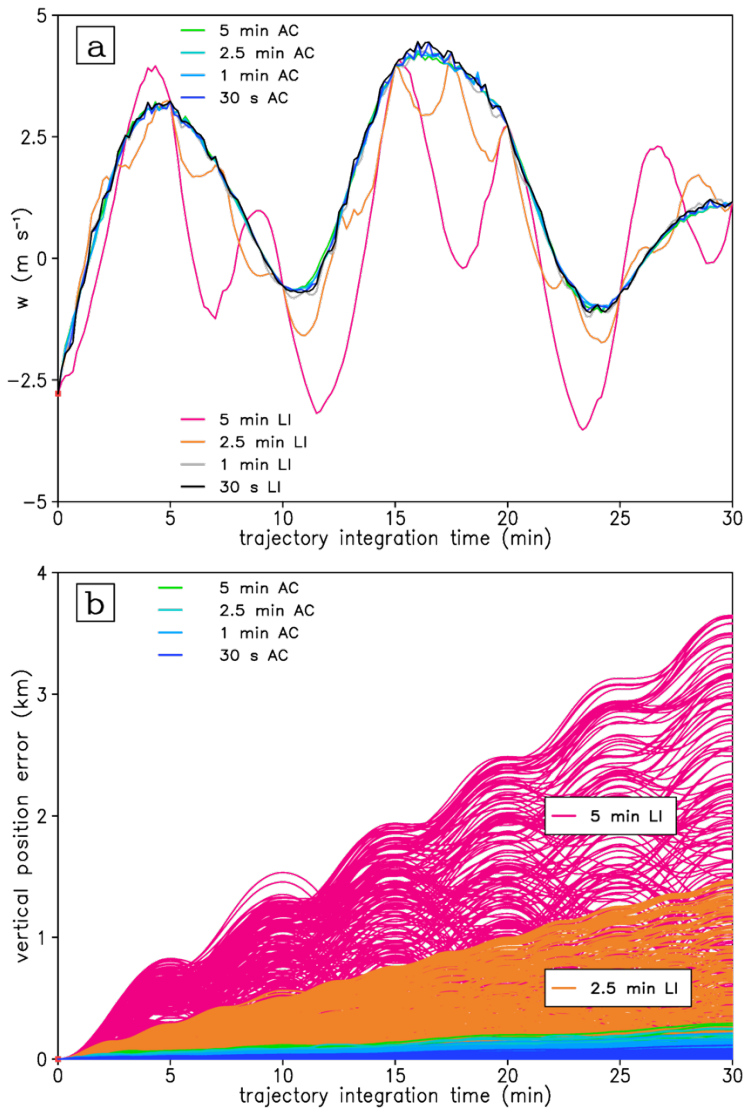 a
5 min AC
2.5 min AC
1 min AC
30 s AC
5
2.5
0
-2.5
-5
w (m s⁻¹)
5 min LI
2.5 min LI
1 min LI
30 s LI
0 5 10 15 20 25 30
trajectory integration time (min)
b
5 min AC
2.5 min AC
1 min AC
30 s AC
4
3
2
1
0
vertical position error (km)
5 min LI
2.5 min LI
0 5 10 15 20 25 30
trajectory integration time (min)